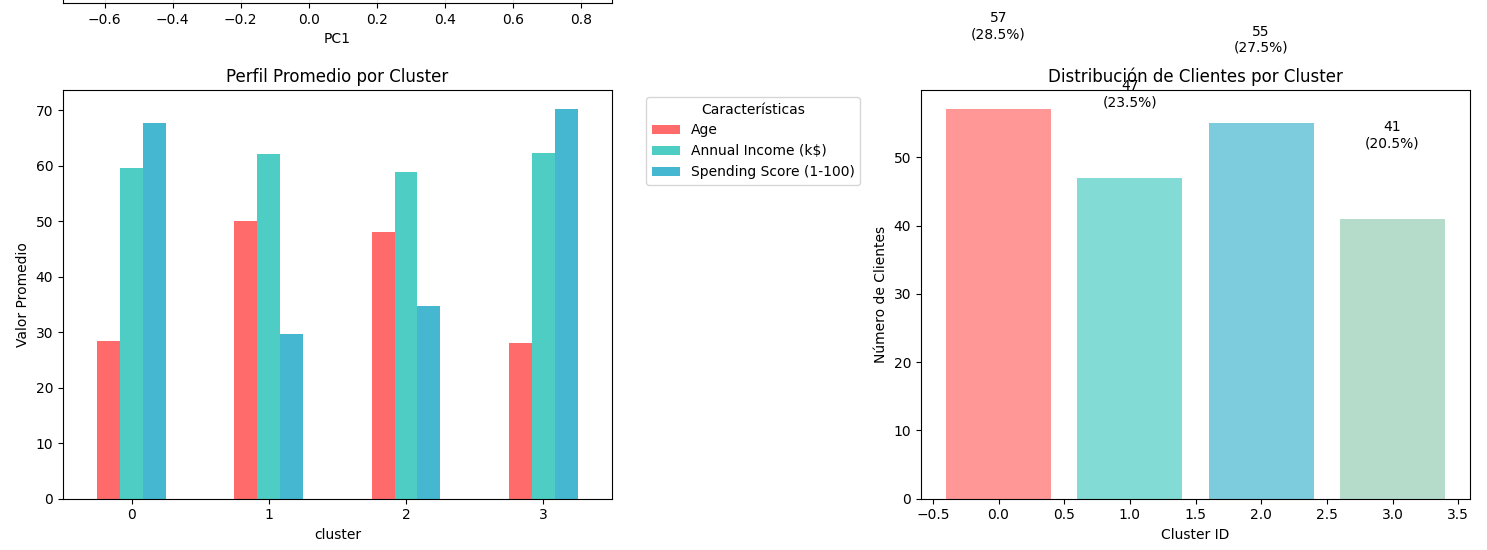 −0.6 −0.4 −0.2 0.0 0.2 0.4 0.6 0.8
PC1
Perfil Promedio por Cluster
70
60
50
40
30
20
10
0
Valor Promedio
0 1 2 3
cluster
Características
Age
Annual Income (k$)
Spending Score (1-100)
57
(28.5%)
55
(27.5%)
Distribución de Clientes por Cluster
47
(23.5%)
41
(20.5%)
50
40
30
20
10
0
Número de Clientes
−0.5 0.0 0.5 1.0 1.5 2.0 2.5 3.0 3.5
Cluster ID